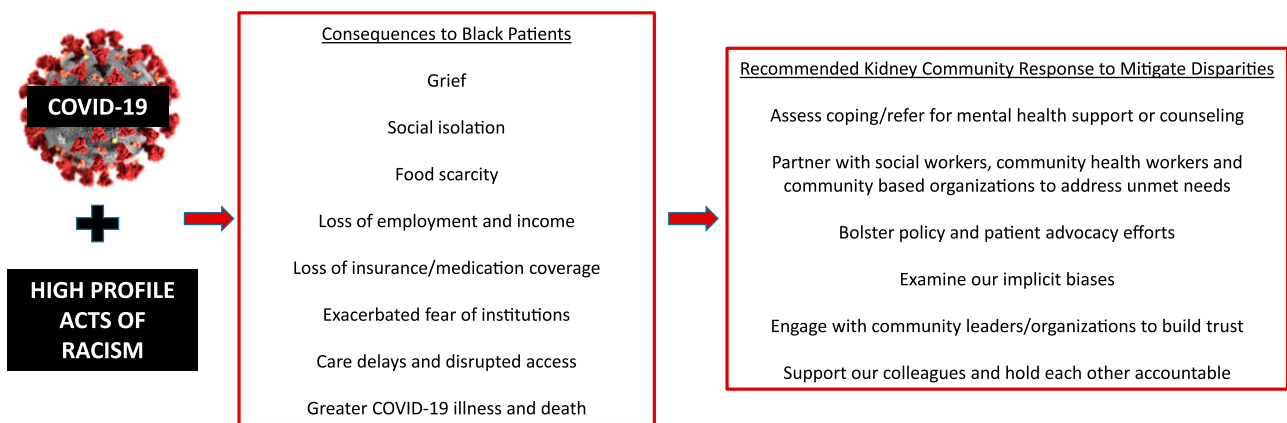 COVID-19
HIGH PROFILE
ACTS OF
RACISM
Consequences to Black Patients
Grief
Social isolation
Food scarcity
Loss of employment and income
Loss of insurance/medication coverage
Exacerbated fear of institutions
Care delays and disrupted access
Greater COVID-19 illness and death
Recommended Kidney Community Response to Mitigate Disparities
Assess coping/refer for mental health support or counseling
Partner with social workers, community health workers and
community based organizations to address unmet needs
Bolster policy and patient advocacy efforts
Examine our implicit biases
Engage with community leaders/organizations to build trust
Support our colleagues and hold each other accountable